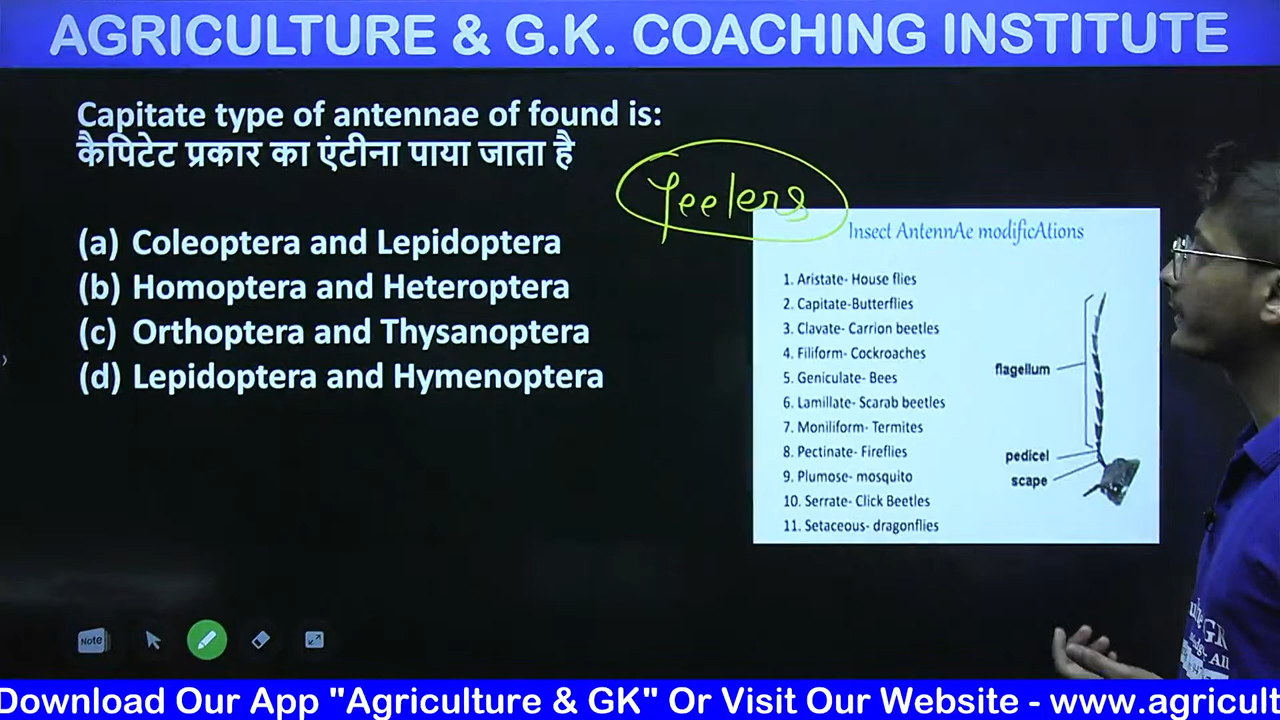 AGRICULTURE & G.K. COACHING INSTITUTE
Capitate type of antennae of found is:
कैपिटेट प्रकार का एंटीना पाया जाता है
(a) Coleoptera and Lepidoptera
(b) Homoptera and Heteroptera
(c) Orthoptera and Thysanoptera
(d) Lepidoptera and Hymenoptera
feelers
Insect AntennAe modificAtions
1. Aristate- House flies
2. Capitate-Butterflies
3. Clavate- Carrion beetles
4. Filiform- Cockroaches
5. Geniculate- Bees
6. Lamillate- Scarab beetles
7. Moniliform- Termites
8. Pectinate- Fireflies
9. Plumose- mosquito
10. Serrate- Click Beetles
11. Setaceous- dragonflies
flagellum
pedicel
scape
Note
Download Our App "Agriculture & GK" Or Visit Our Website - www.agricult